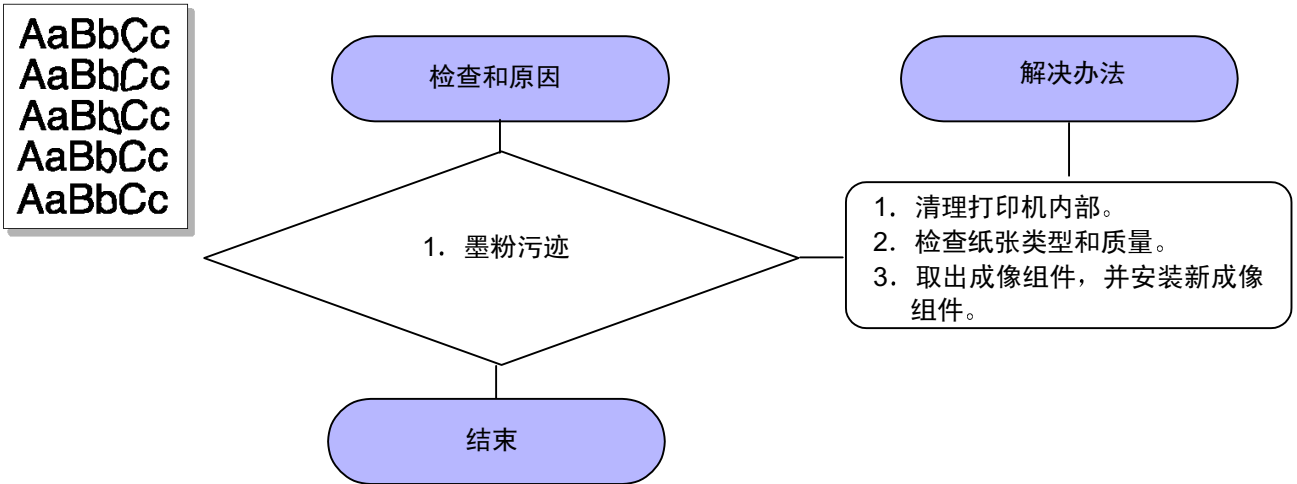 AaBbCc
AaBbCc
AaBbCc
AaBbCc
AaBbCc
检查和原因
解决办法
1. 墨粉污迹
1. 清理打印机内部。
2. 检查纸张类型和质量。
3. 取出成像组件，并安装新成像
组件。
结束